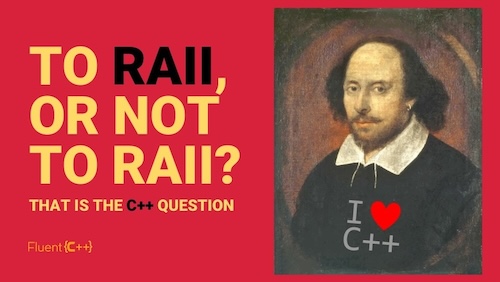 TO RAII,
OR NOT
TO RAII?
THAT IS THE C++ QUESTION
Fluent{C++}
I ❤
C++